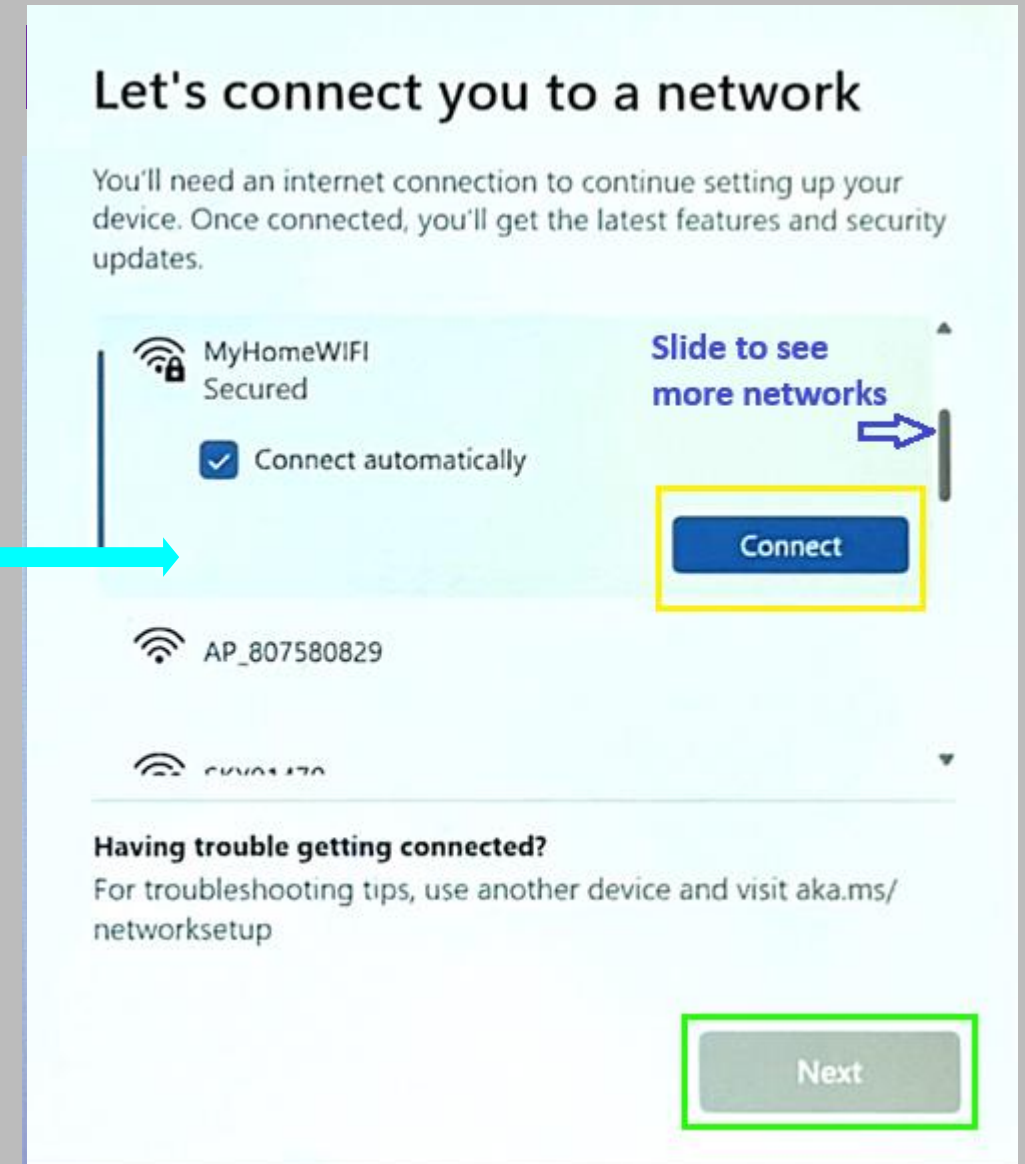 Let's connect you to a network
You'll need an internet connection to continue setting up your
device. Once connected, you'll get the latest features and security
updates.
MyHomeWIFI
Secured
Slide to see
more networks
Connect automatically
Connect
AP_807580829
Having trouble getting connected?
For troubleshooting tips, use another device and visit aka.ms/
networksetup
Next